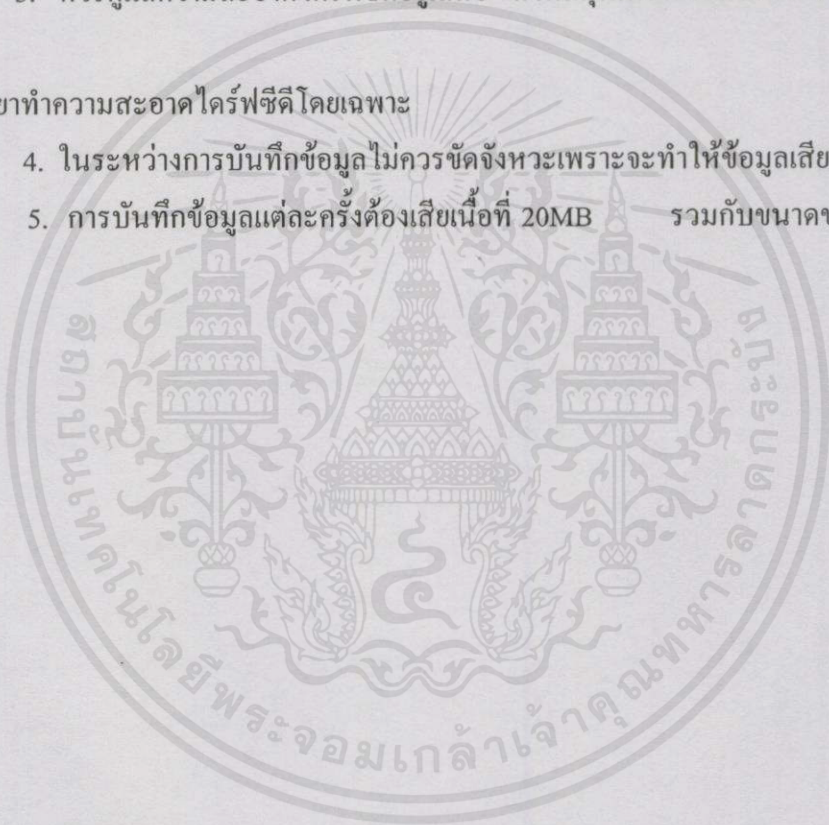 ยาทำความสะอาดไดร์ฟซีดีโดยเฉพาะ
4. ในระหว่างการบันทึกข้อมูลไม่ควรขัดจังหวะเพราะจะทำให้ข้อมูลเสีย
5. การบันทึกข้อมูลแต่ละครั้งต้องเสียเนื้อที่ 20MB รวมกับขนาด
สถาบันเทคโนโลยีพระจอมเกล้าเจ้าคุณทหารลาดกระบัง